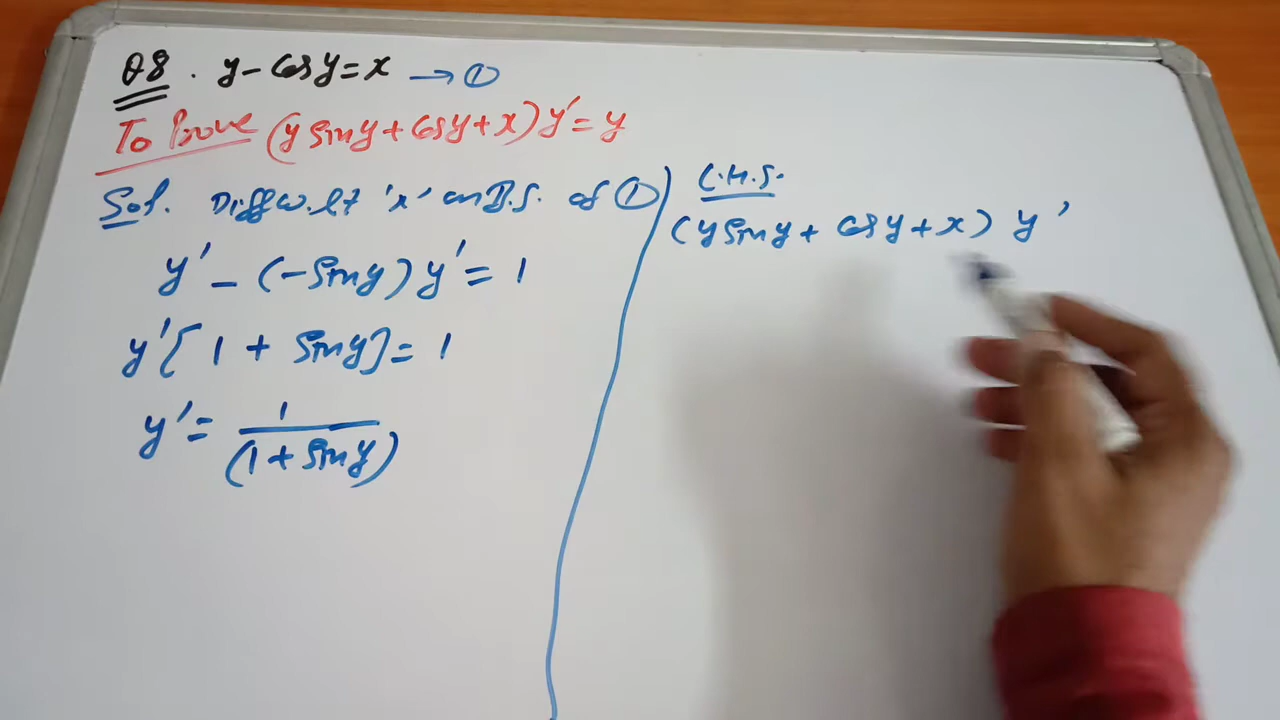 Q8. y - cos y = x → ①
To Prove (y sin y + cos y + x) y' = y
Sol. Diff w.r.t 'x' on B.S. of ①
y' - (-sin y) y' = 1
y' [ 1 + sin y] = 1
y' = 1 / (1 + sin y)
L.H.S.
(y sin y + cos y + x) y'